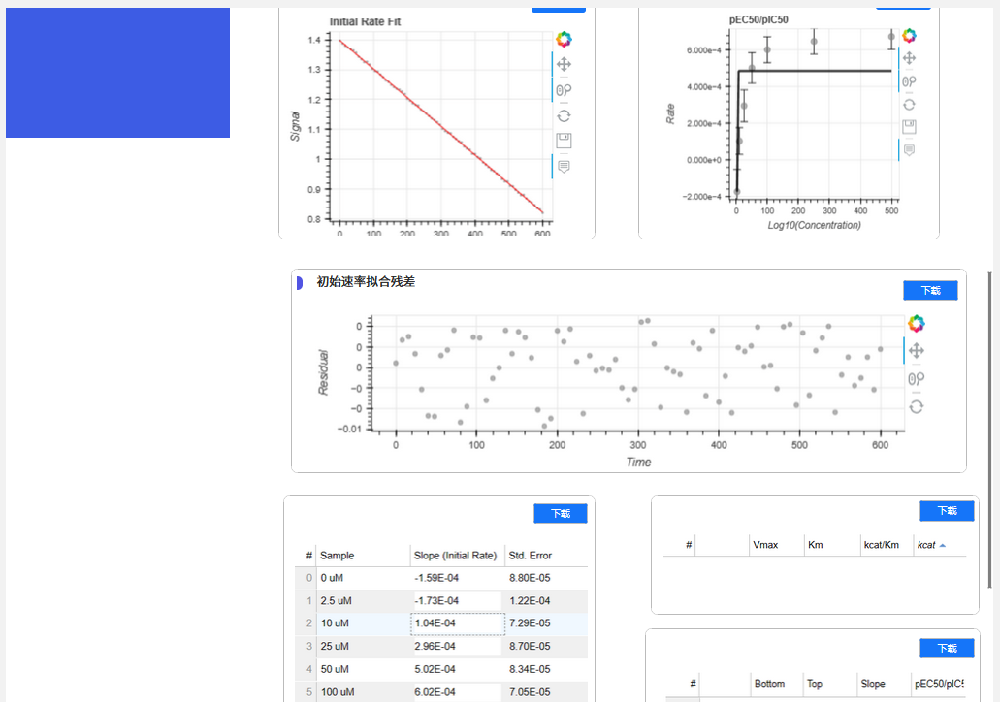 Initial Rate Fit
1.4
1.3
1.2
1.1
1
0.9
0.8
Signal
0 100 200 300 400 500 600
pEC50/pIC50
6.000e-4
4.000e-4
2.000e-4
0.000e+0
−2.000e-4
Rate
0 100 200 300 400 500
Log10(Concentration)
初始速率拟合残差
下载
0
0
0
−0
−0
−0.01
Residual
0 100 200 300 400 500 600
Time
下载
# Sample Slope (Initial Rate) Std. Error
0 0 uM -1.59E-04 8.80E-05
1 2.5 uM -1.73E-04 1.22E-04
2 10 uM 1.04E-04 7.29E-05
3 25 uM 2.96E-04 8.70E-05
4 50 uM 5.02E-04 8.34E-05
5 100 uM 6.02E-04 7.05E-05
下载
# Vmax Km kcat/Km kcat
下载
# Bottom Top Slope pEC50/pIC5